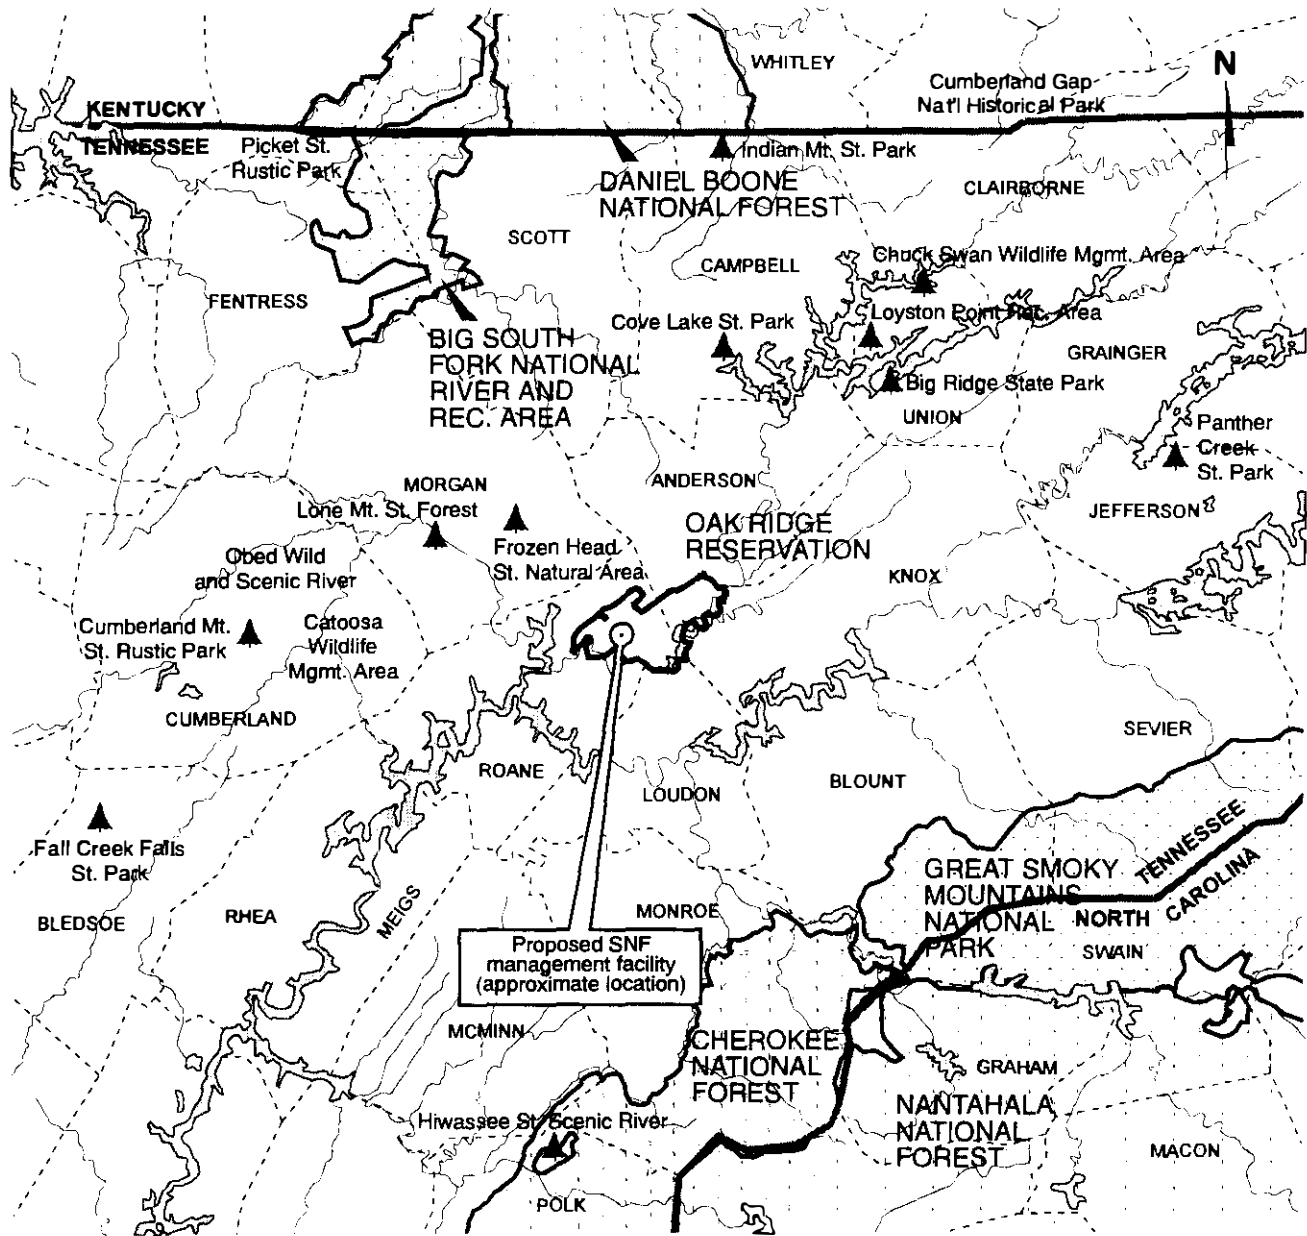 WHITLEY
N
Cumberland Gap
Nat'l Historical Park
KENTUCKY
TENNESSEE
Picket St.
Rustic Park
Indian Mt. St. Park
DANIEL BOONE
NATIONAL FOREST
CLAIRBORNE
SCOTT
CAMPBELL
Chuck Swan Wildlife Mgmt. Area
FENTRESS
Cove Lake St. Park
Loyston Point Rec. Area
BIG SOUTH
FORK NATIONAL
RIVER AND
REC. AREA
GRAINGER
Big Ridge State Park
UNION
Panther
Creek
St. Park
MORGAN
ANDERSON
Lone Mt. St. Forest
JEFFERSON
OAK RIDGE
RESERVATION
Frozen Head
St. Natural Area
Obed Wild
and Scenic River
KNOX
Cumberland Mt.
St. Rustic Park
Catoosa
Wildlife
Mgmt. Area
CUMBERLAND
SEVIER
ROANE
LOUDON
BLOUNT
Fall Creek Falls
St. Park
TENNESSEE
NORTH CAROLINA
GREAT SMOKY
MOUNTAINS
NATIONAL
PARK
BLEDSOE
RHEA
MEIGS
MONROE
SWAIN
Proposed SNF
management facility
(approximate location)
MCMINN
CHEROKEE
NATIONAL
FOREST
GRAHAM
NANTAHALA
NATIONAL
FOREST
Hiwassee St. Scenic River
MACON
POLK